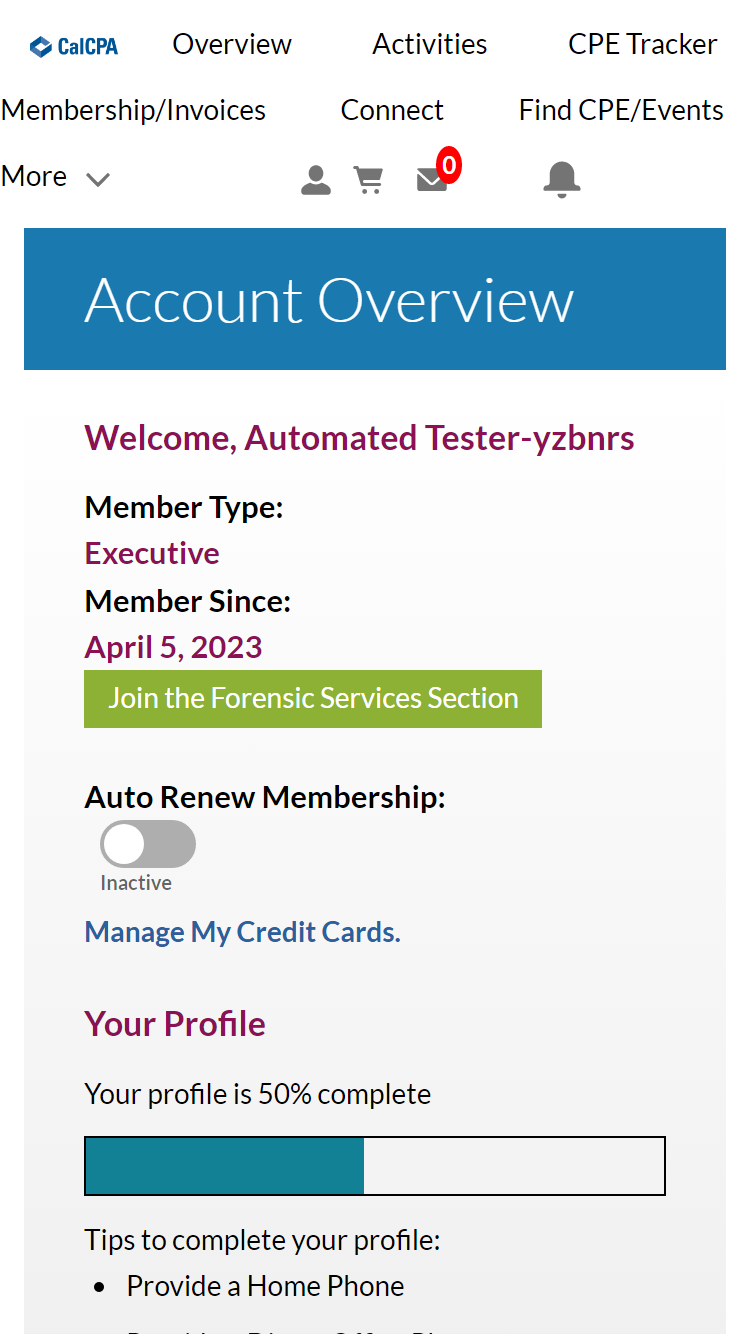 CalCPA Overview Activities CPE Tracker
Membership/Invoices Connect Find CPE/Events
More 0
Account Overview
Welcome, Automated Tester-yzbnrs
Member Type:
Executive
Member Since:
April 5, 2023
Join the Forensic Services Section
Auto Renew Membership:
Inactive
Manage My Credit Cards.
Your Profile
Your profile is 50% complete
Tips to complete your profile:
Provide a Home Phone